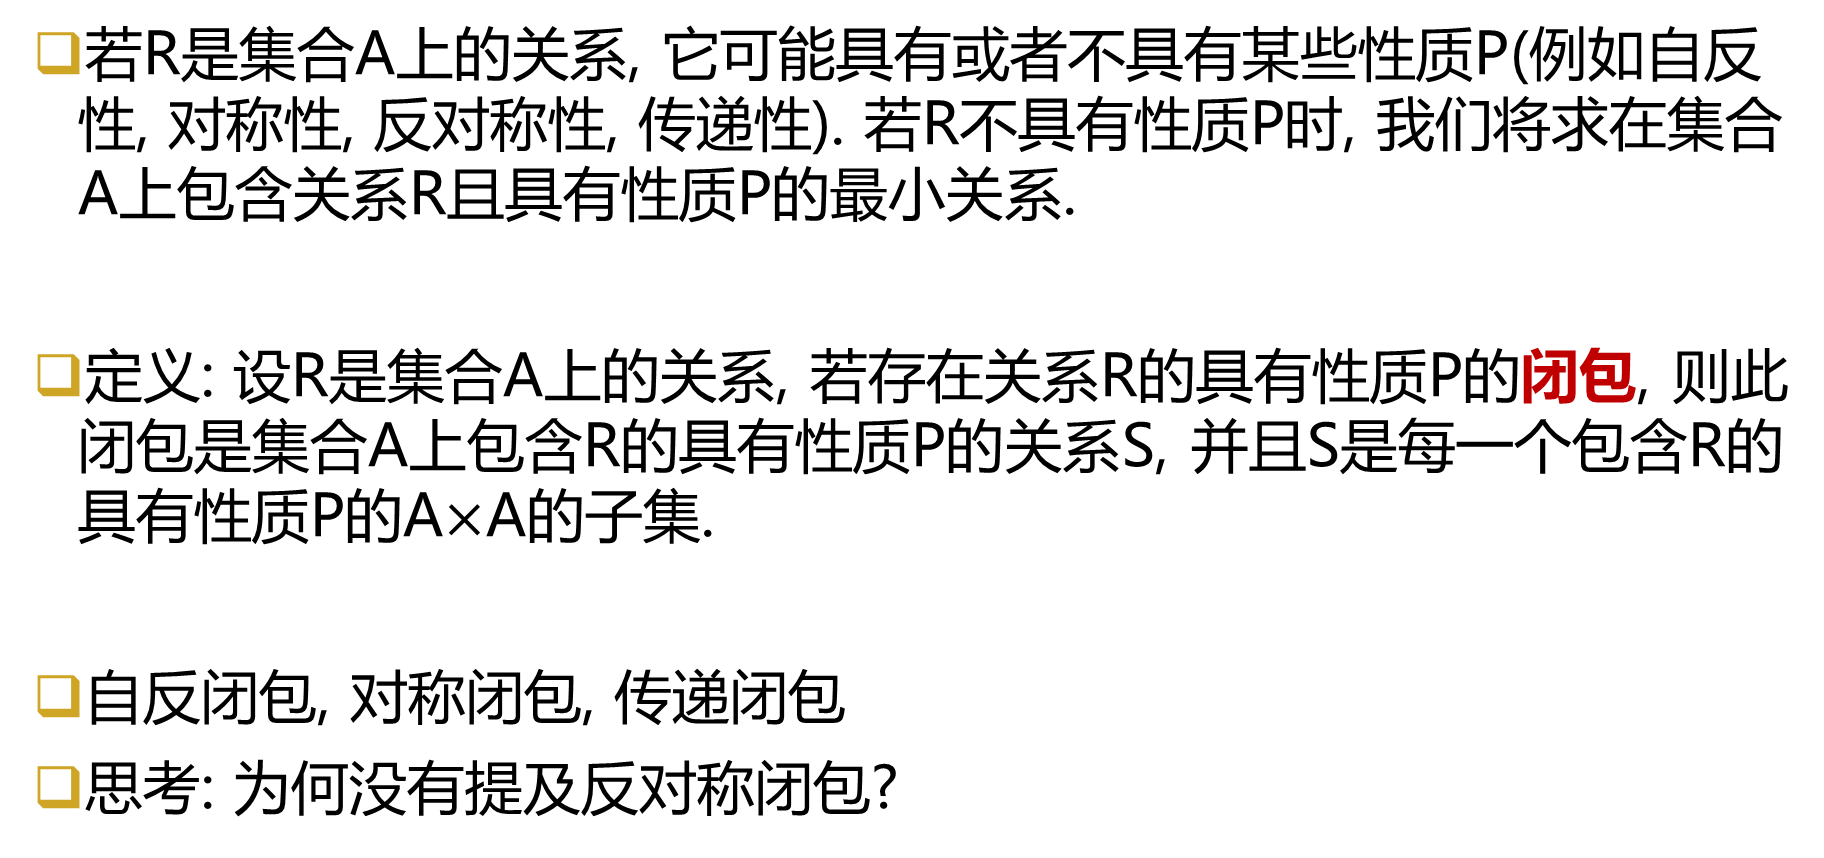 若R是集合A上的关系, 它可能具有或者不具有某些性质P(例如自反
性, 对称性, 反对称性, 传递性). 若R不具有性质P时, 我们将求在集合
A上包含关系R且具有性质P的最小关系.
定义: 设R是集合A上的关系, 若存在关系R的具有性质P的闭包, 则此
闭包是集合A上包含R的具有性质P的关系S, 并且S是每一个包含R的
具有性质P的A×A的子集.
自反闭包, 对称闭包, 传递闭包
思考: 为何没有提及反对称闭包?